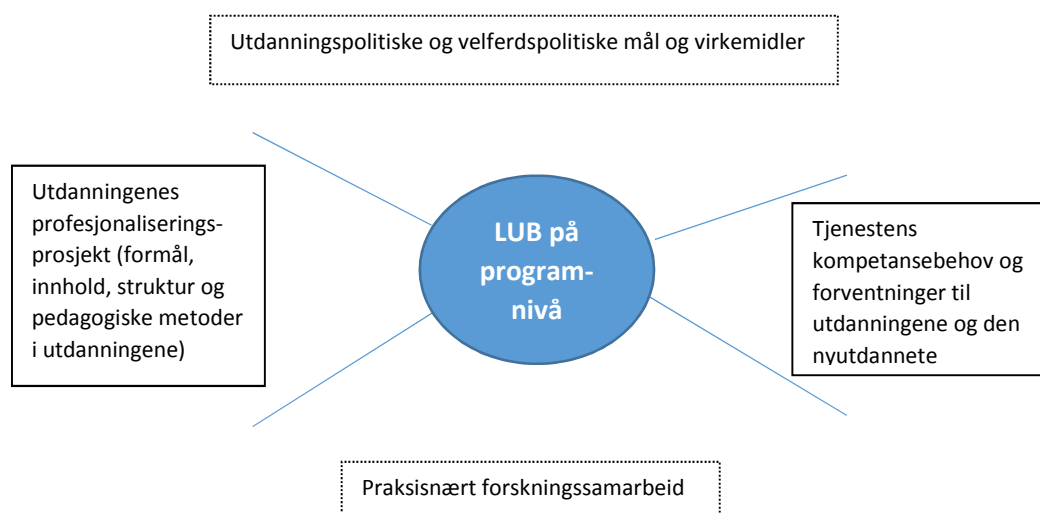 Utdanningspolitiske og velferdspolitiske mål og virkemidler
Utdanningenes
profesjonaliserings-
prosjekt (formål,
innhold, struktur og
pedagogiske metoder
i utdanningene)
LUB på
program-
nivå
Tjenestens
kompetansebehov og
forventninger til
utdanningene og den
nyutdannete
Praksisnært forskningssamarbeid